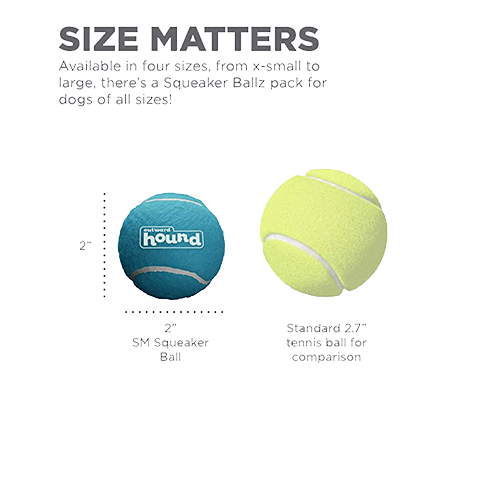 SIZE MATTERS
Available in four sizes, from x-small to
large, there's a Squeaker Ballz pack for
dogs of all sizes!
outward
hound
2"
2"
SM Squeaker
Ball
Standard 2.7"
tennis ball for
comparison